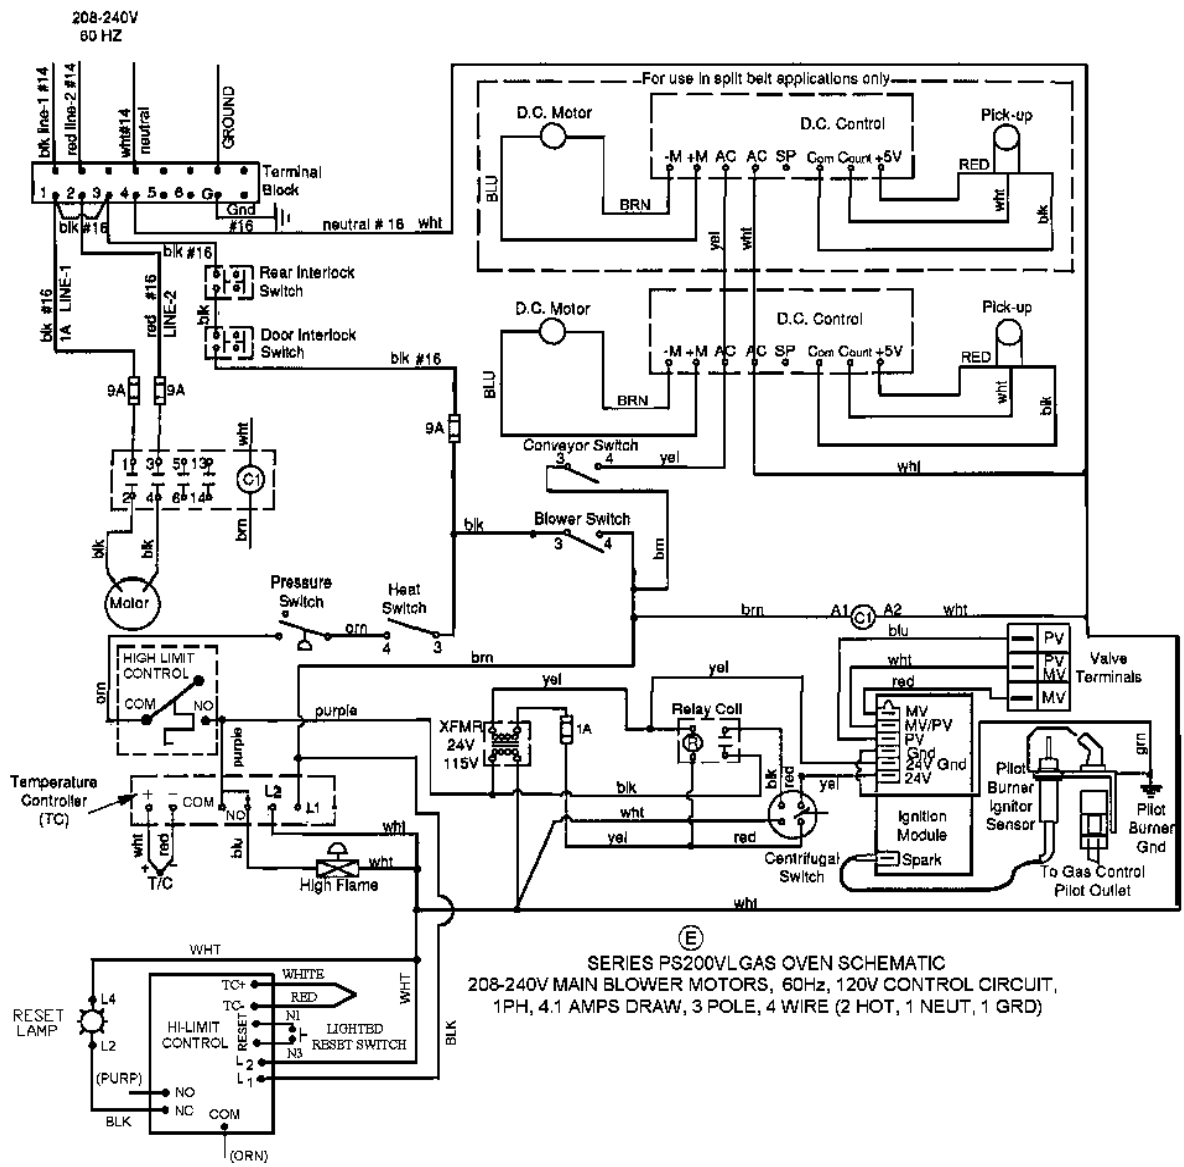 208-240V
60 HZ
blk line-1 #14
red line-2 #14
wht#14
neutral
GROUND
Terminal
Block
1 2 3 4 5 6 G
Gnd
#16
blk #16
neutral # 16 wht
blk #16
Rear Interlock
Switch
blk
Door Interlock
Switch
blk #16
1A LINE-1
red #16
LINE-2
blk #16
9A
9A
9A
1 3 5 13
2 4 6 14
wht
C1
brn
blk
blk
Motor
For use in split belt applications only
D.C. Motor
D.C. Control
Pick-up
-M +M AC AC SP Com Count +5V
RED
BLU
BRN
wht
blk
yel
wht
D.C. Motor
D.C. Control
Pick-up
-M +M AC AC SP Com Count +5V
RED
BLU
BRN
wht
blk
Conveyor Switch
3 4
yel
wht
blk
Blower Switch
3 4
brn
Pressure
Switch
Heat
Switch
orn
4 3
brn
A1
C1
A2
wht
brn
blu
wht
red
PV
PV
MV
MV
Valve
Terminals
HIGH LIMIT
CONTROL
COM
NO
orn
purple
purple
yel
yel
XFMR
24V
115V
1A
Relay Coil
R
blk
red
yel
blk
wht
yel
red
Centrifugal
Switch
MV
MV/PV
PV
Gnd
24V Gnd
24V
Ignition
Module
Spark
Pilot
Burner
Ignitor
Sensor
grn
Pilot
Burner
Gnd
To Gas Control
Pilot Outlet
Temperature
Controller
(TC)
+ -
COM
NO
L2
L1
wht
red
+ -
T/C
blu
wht
wht
High Flame
wht
WHT
L4
RESET
LAMP
L2
(PURP)
BLK
TC+
TC-
WHITE
RED
HI-LIMIT
CONTROL
RESET
N1
N3
LIGHTED
RESET SWITCH
L2
L1
NO
NC
COM
(ORN)
WHT
BLK
E
SERIES PS200VLGAS OVEN SCHEMATIC
208-240V MAIN BLOWER MOTORS, 60Hz, 120V CONTROL CIRCUIT,
1PH, 4.1 AMPS DRAW, 3 POLE, 4 WIRE (2 HOT, 1 NEUT, 1 GRD)